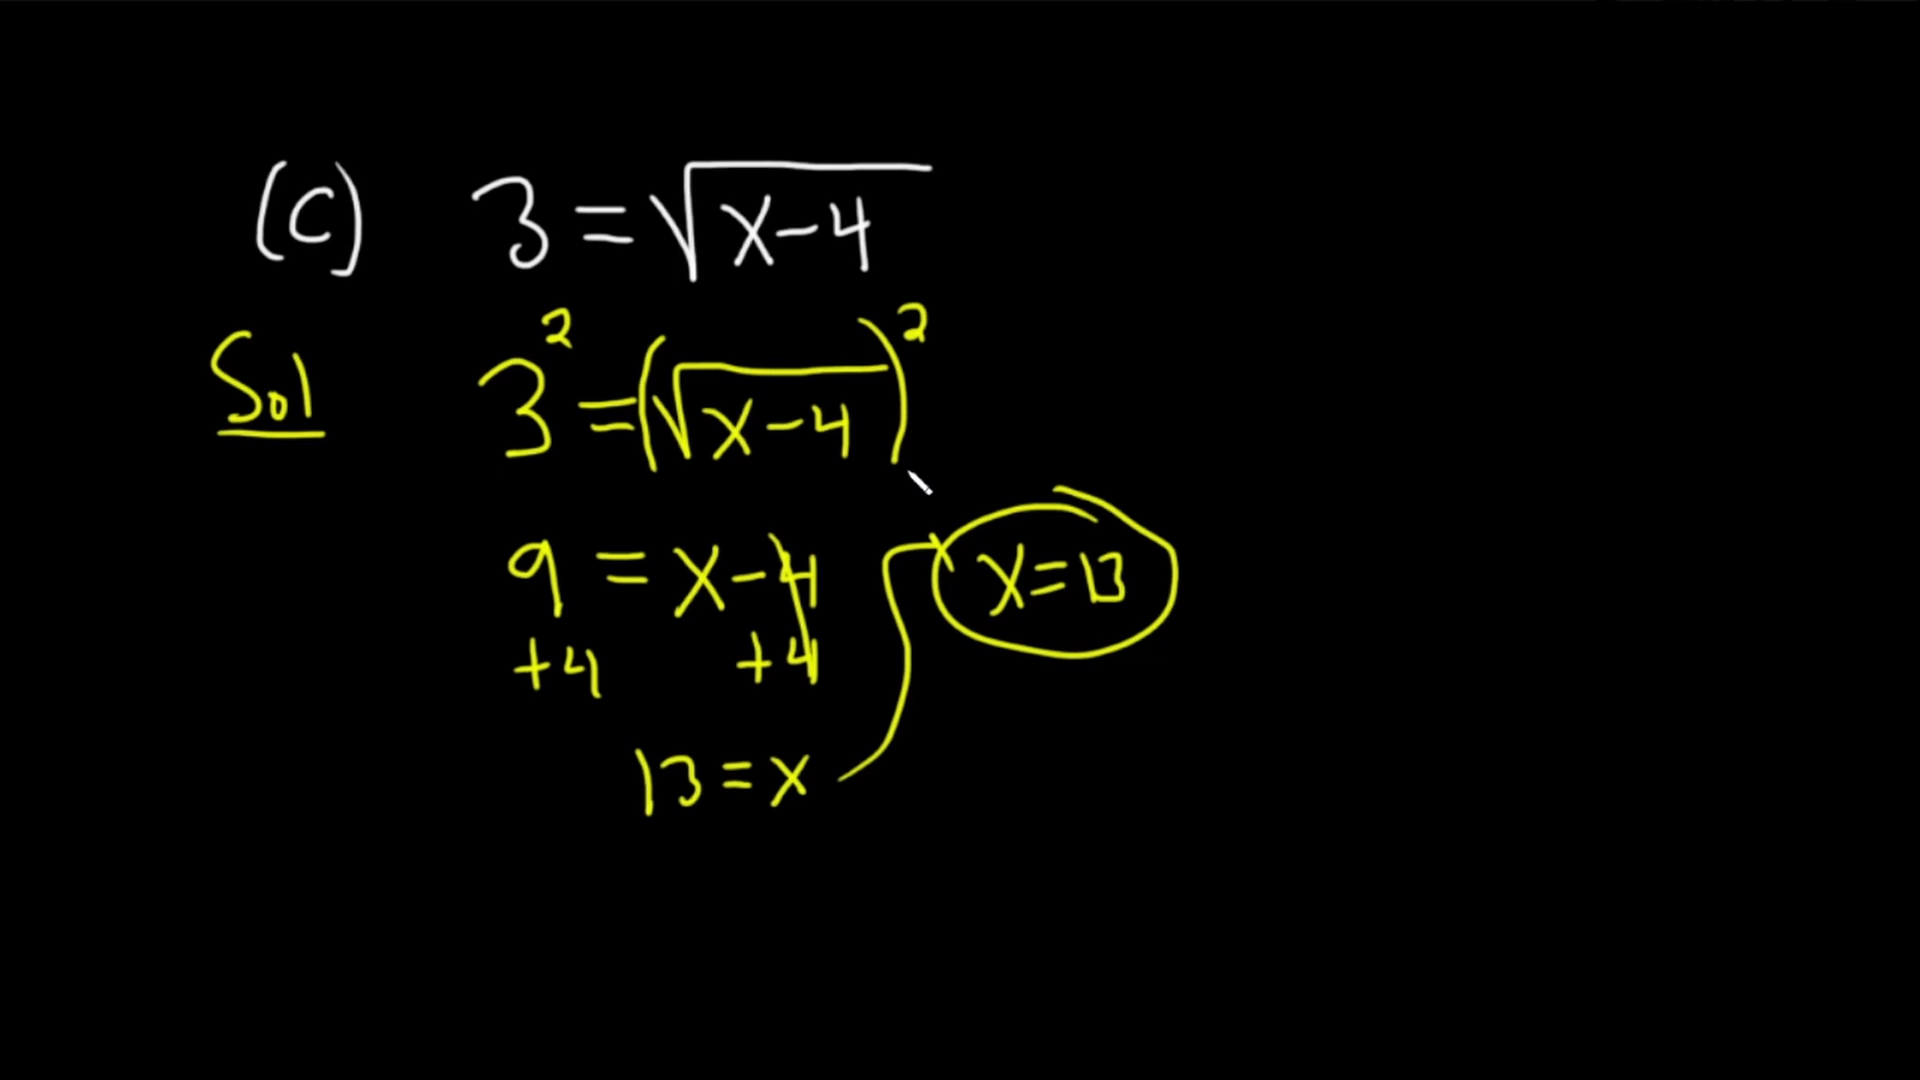 (C) 3 = √x-4
Sol 3² = (√x-4)²
9 = x-4
+4 +4
13 = x
x = 13